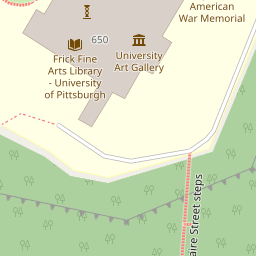 American
War Memorial
650
University
Art Gallery
Frick Fine
Arts Library
- University
of Pittsburgh
aire Street steps